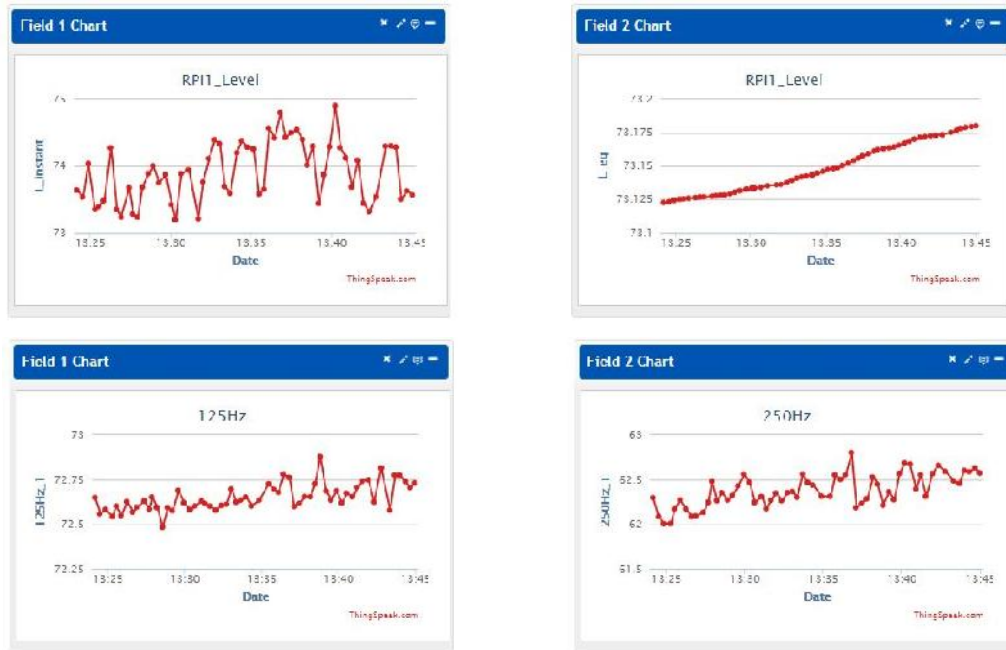 Field 1 Chart
RPI1_Level
75
74
73
L_instant
13:25
13:30
13:35
13:40
13:45
Date
ThingSpeak.com
Field 2 Chart
RPI1_Level
73.2
73.175
73.15
73.125
73.1
L_eq
13:25
13:30
13:35
13:40
13:45
Date
ThingSpeak.com
Field 1 Chart
125Hz
73
72.75
72.5
72.25
125Hz_1
13:25
13:30
13:35
13:40
13:45
Date
ThingSpeak.com
Field 2 Chart
250Hz
63
62.5
62
61.5
250Hz_1
13:25
13:30
13:35
13:40
13:45
Date
ThingSpeak.com